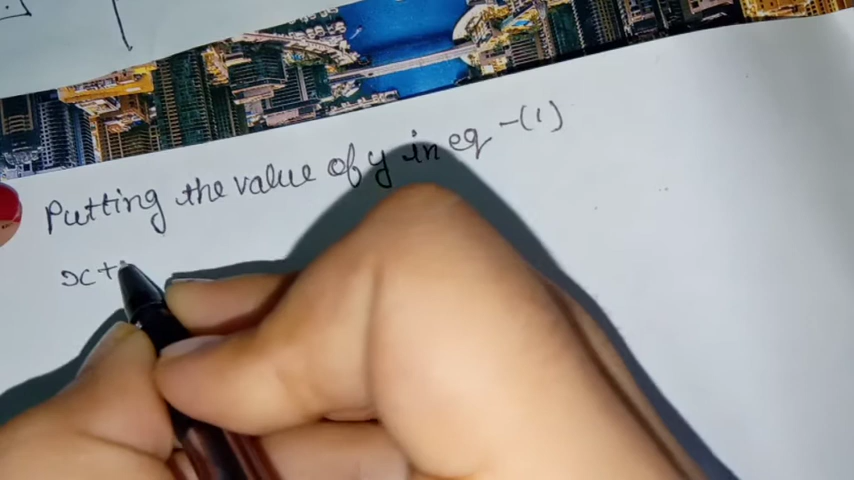 Putting the value of y in eq -(1)
x+